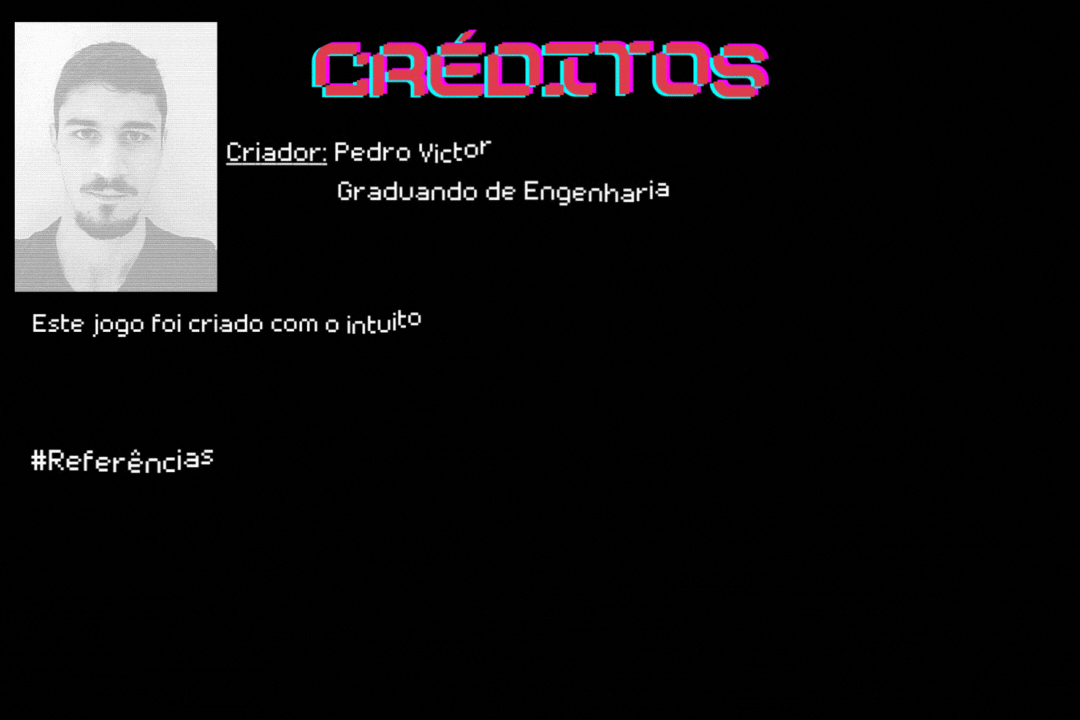 CRÉDITOS
Criador: Pedro Victor
Graduando de Engenharia
Este jogo foi criado com o intuito
#Referências